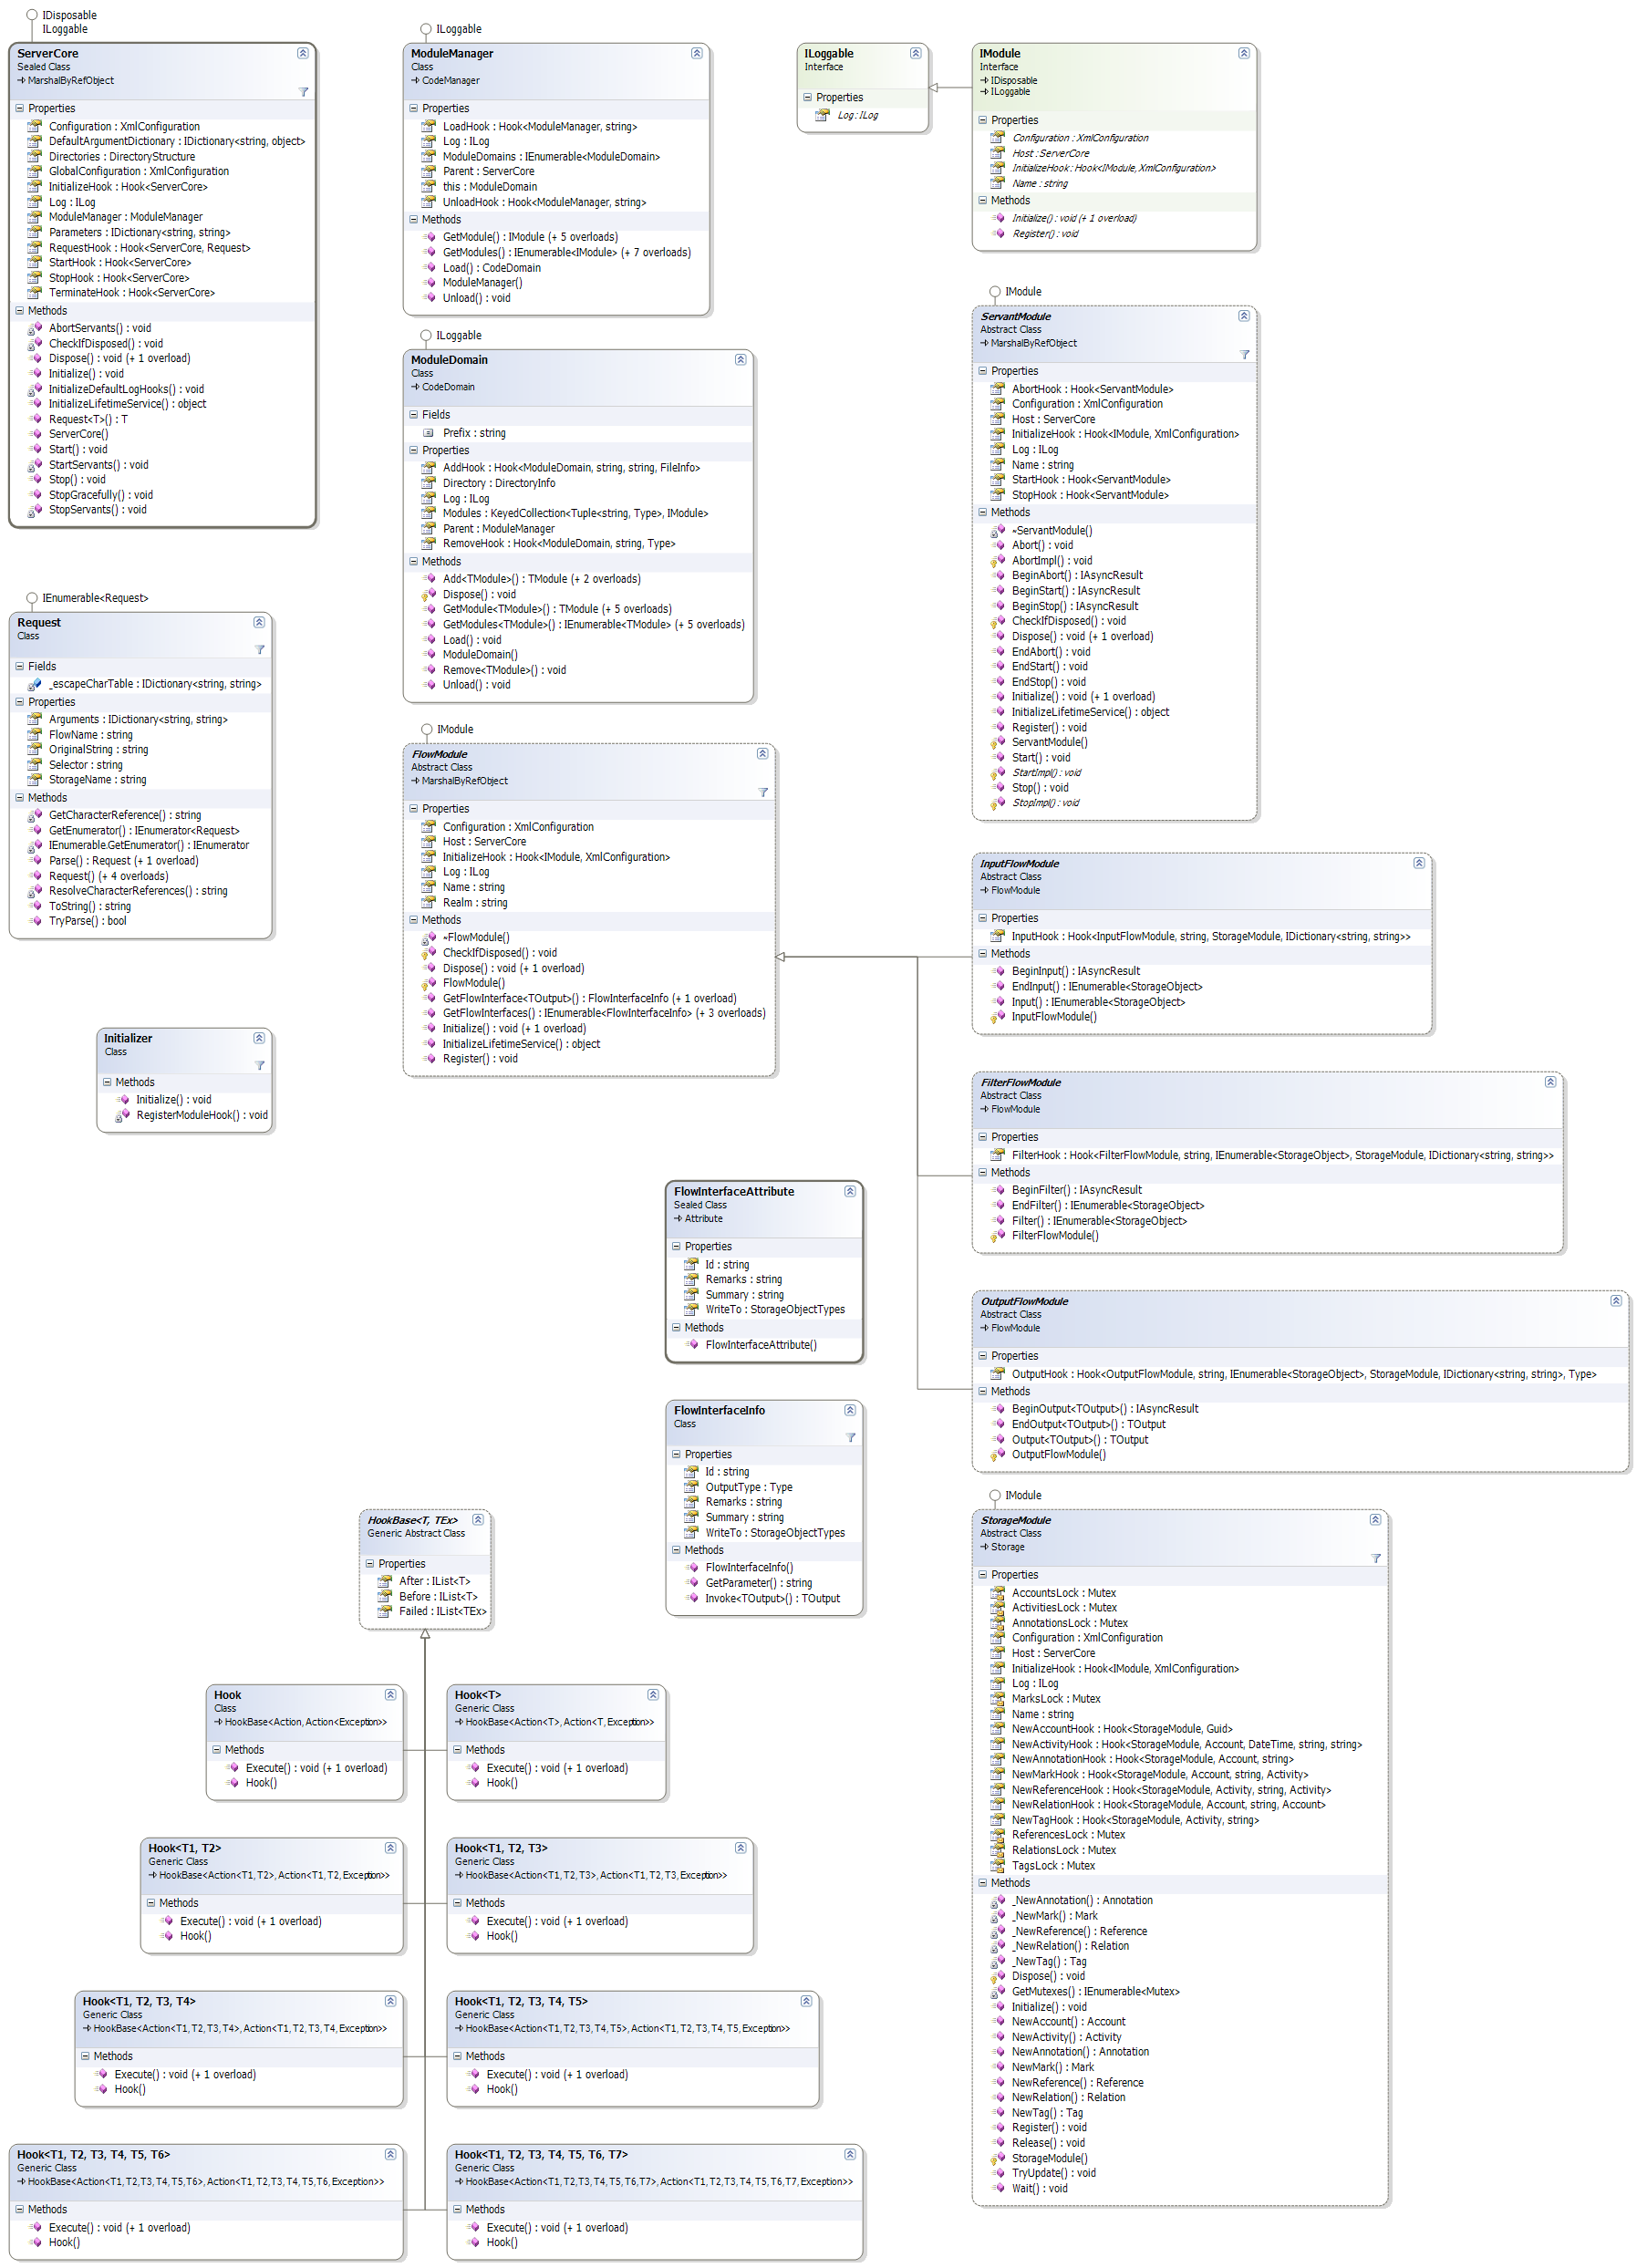 IDisposable
ILoggable
ServerCore
Sealed Class
MarshalByRefObject
Properties
Configuration : XmlConfiguration
DefaultArgumentDictionary : IDictionary<string, object>
Directories : DirectoryStructure
GlobalConfiguration : XmlConfiguration
InitializeHook : Hook<ServerCore>
Log : ILog
ModuleManager : ModuleManager
Parameters : IDictionary<string, string>
RequestHook : Hook<ServerCore, Request>
StartHook : Hook<ServerCore>
StopHook : Hook<ServerCore>
TerminateHook : Hook<ServerCore>
Methods
AbortServants() : void
CheckIfDisposed() : void
Dispose() : void (+ 1 overload)
Initialize() : void
InitializeDefaultLogHooks() : void
InitializeLifetimeService() : object
Request<T>() : T
ServerCore()
Start() : void
StartServants() : void
Stop() : void
StopGracefully() : void
StopServants() : void
IEnumerable<Request>
Request
Class
Fields
_escapeCharTable : IDictionary<string, string>
Properties
Arguments : IDictionary<string, string>
FlowName : string
OriginalString : string
Selector : string
StorageName : string
Methods
GetCharacterReference() : string
GetEnumerator() : IEnumerator<Request>
IEnumerable.GetEnumerator() : IEnumerator
Parse() : Request (+ 1 overload)
Request() (+ 4 overloads)
ResolveCharacterReferences() : string
ToString() : string
TryParse() : bool
Initializer
Class
Methods
Initialize() : void
RegisterModuleHook() : void
ILoggable
ModuleManager
Class
CodeManager
Properties
LoadHook : Hook<ModuleManager, string>
Log : ILog
ModuleDomains : IEnumerable<ModuleDomain>
Parent : ServerCore
this : ModuleDomain
UnloadHook : Hook<ModuleManager, string>
Methods
GetModule() : IModule (+ 5 overloads)
GetModules() : IEnumerable<IModule> (+ 7 overloads)
Load() : CodeDomain
ModuleManager()
Unload() : void
ILoggable
ModuleDomain
Class
CodeDomain
Fields
Prefix : string
Properties
AddHook : Hook<ModuleDomain, string, string, FileInfo>
Directory : DirectoryInfo
Log : ILog
Modules : KeyedCollection<Tuple<string, Type>, IModule>
Parent : ModuleManager
RemoveHook : Hook<ModuleDomain, string, Type>
Methods
Add<TModule>() : TModule (+ 2 overloads)
Dispose() : void
GetModule<TModule>() : TModule (+ 5 overloads)
GetModules<TModule>() : IEnumerable<TModule> (+ 5 overloads)
Load() : void
ModuleDomain()
Remove<TModule>() : void
Unload() : void
IModule
FlowModule
Abstract Class
MarshalByRefObject
Properties
Configuration : XmlConfiguration
Host : ServerCore
InitializeHook : Hook<IModule, XmlConfiguration>
Log : ILog
Name : string
Realm : string
Methods
~FlowModule()
CheckIfDisposed() : void
Dispose() : void (+ 1 overload)
FlowModule()
GetFlowInterface<TOutput>() : FlowInterfaceInfo (+ 1 overload)
GetFlowInterfaces() : IEnumerable<FlowInterfaceInfo> (+ 3 overloads)
Initialize() : void (+ 1 overload)
InitializeLifetimeService() : object
Register() : void
ILoggable
Interface
Properties
Log : ILog
IModule
Interface
IDisposable
ILoggable
Properties
Configuration : XmlConfiguration
Host : ServerCore
InitializeHook : Hook<IModule, XmlConfiguration>
Name : string
Methods
Initialize() : void (+ 1 overload)
Register() : void
IModule
ServantModule
Abstract Class
MarshalByRefObject
Properties
AbortHook : Hook<ServantModule>
Configuration : XmlConfiguration
Host : ServerCore
InitializeHook : Hook<IModule, XmlConfiguration>
Log : ILog
Name : string
StartHook : Hook<ServantModule>
StopHook : Hook<ServantModule>
Methods
~ServantModule()
Abort() : void
AbortImpl() : void
BeginAbort() : IAsyncResult
BeginStart() : IAsyncResult
BeginStop() : IAsyncResult
CheckIfDisposed() : void
Dispose() : void (+ 1 overload)
EndAbort() : void
EndStart() : void
EndStop() : void
Initialize() : void (+ 1 overload)
InitializeLifetimeService() : object
Register() : void
ServantModule()
Start() : void
StartImpl() : void
Stop() : void
StopImpl() : void
InputFlowModule
Abstract Class
FlowModule
Properties
InputHook : Hook<InputFlowModule, string, StorageModule, IDictionary<string, string>>
Methods
BeginInput() : IAsyncResult
EndInput() : IEnumerable<StorageObject>
Input() : IEnumerable<StorageObject>
InputFlowModule()
FilterFlowModule
Abstract Class
FlowModule
Properties
FilterHook : Hook<FilterFlowModule, string, IEnumerable<StorageObject>, StorageModule, IDictionary<string, string>>
Methods
BeginFilter() : IAsyncResult
EndFilter() : IEnumerable<StorageObject>
Filter() : IEnumerable<StorageObject>
FilterFlowModule()
OutputFlowModule
Abstract Class
FlowModule
Properties
OutputHook : Hook<OutputFlowModule, string, IEnumerable<StorageObject>, StorageModule, IDictionary<string, string>, Type>
Methods
BeginOutput<TOutput>() : IAsyncResult
EndOutput<TOutput>() : TOutput
Output<TOutput>() : TOutput
OutputFlowModule()
FlowInterfaceAttribute
Sealed Class
Attribute
Properties
Id : string
Remarks : string
Summary : string
WriteTo : StorageObjectTypes
Methods
FlowInterfaceAttribute()
FlowInterfaceInfo
Class
Properties
Id : string
OutputType : Type
Remarks : string
Summary : string
WriteTo : StorageObjectTypes
Methods
FlowInterfaceInfo()
GetParameter() : string
Invoke<TOutput>() : TOutput
IModule
StorageModule
Abstract Class
Storage
Properties
AccountsLock : Mutex
ActivitiesLock : Mutex
AnnotationsLock : Mutex
Configuration : XmlConfiguration
Host : ServerCore
InitializeHook : Hook<IModule, XmlConfiguration>
Log : ILog
MarksLock : Mutex
Name : string
NewAccountHook : Hook<StorageModule, Guid>
NewActivityHook : Hook<StorageModule, Account, DateTime, string, string>
NewAnnotationHook : Hook<StorageModule, Account, string>
NewMarkHook : Hook<StorageModule, Account, string, Activity>
NewReferenceHook : Hook<StorageModule, Activity, string, Activity>
NewRelationHook : Hook<StorageModule, Account, string, Account>
NewTagHook : Hook<StorageModule, Activity, string>
ReferencesLock : Mutex
RelationsLock : Mutex
TagsLock : Mutex
Methods
_NewAnnotation() : Annotation
_NewMark() : Mark
_NewReference() : Reference
_NewRelation() : Relation
_NewTag() : Tag
Dispose() : void
GetMutexes() : IEnumerable<Mutex>
Initialize() : void
NewAccount() : Account
NewActivity() : Activity
NewAnnotation() : Annotation
NewMark() : Mark
NewReference() : Reference
NewRelation() : Relation
NewTag() : Tag
Register() : void
Release() : void
StorageModule()
TryUpdate() : void
Wait() : void
HookBase<T, TEx>
Generic Abstract Class
Properties
After : IList<T>
Before : IList<T>
Failed : IList<TEx>
Hook
Class
HookBase<Action, Action<Exception>>
Methods
Execute() : void (+ 1 overload)
Hook()
Hook<T>
Generic Class
HookBase<Action<T>, Action<T, Exception>>
Methods
Execute() : void (+ 1 overload)
Hook()
Hook<T1, T2>
Generic Class
HookBase<Action<T1, T2>, Action<T1, T2, Exception>>
Methods
Execute() : void (+ 1 overload)
Hook()
Hook<T1, T2, T3>
Generic Class
HookBase<Action<T1, T2, T3>, Action<T1, T2, T3, Exception>>
Methods
Execute() : void (+ 1 overload)
Hook()
Hook<T1, T2, T3, T4>
Generic Class
HookBase<Action<T1, T2, T3, T4>, Action<T1, T2, T3, T4, Exception>>
Methods
Execute() : void (+ 1 overload)
Hook()
Hook<T1, T2, T3, T4, T5>
Generic Class
HookBase<Action<T1, T2, T3, T4, T5>, Action<T1, T2, T3, T4, T5, Exception>>
Methods
Execute() : void (+ 1 overload)
Hook()
Hook<T1, T2, T3, T4, T5, T6>
Generic Class
HookBase<Action<T1, T2, T3, T4, T5, T6>, Action<T1, T2, T3, T4, T5, T6, Exception>>
Methods
Execute() : void (+ 1 overload)
Hook()
Hook<T1, T2, T3, T4, T5, T6, T7>
Generic Class
HookBase<Action<T1, T2, T3, T4, T5, T6, T7>, Action<T1, T2, T3, T4, T5, T6, T7, Exception>>
Methods
Execute() : void (+ 1 overload)
Hook()